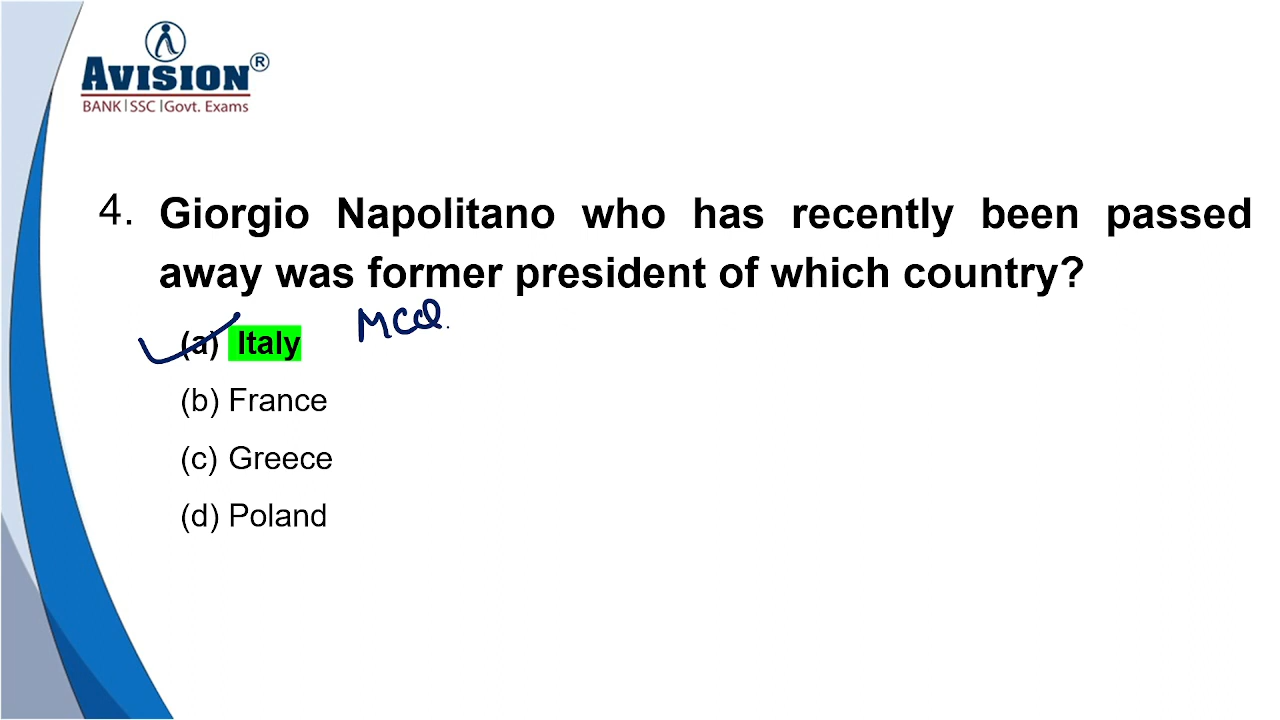 AVISION®
BANK|SSC|Govt. Exams
4. Giorgio Napolitano who has recently been passed
away was former president of which country?
MCQ.
(a) Italy
(b) France
(c) Greece
(d) Poland